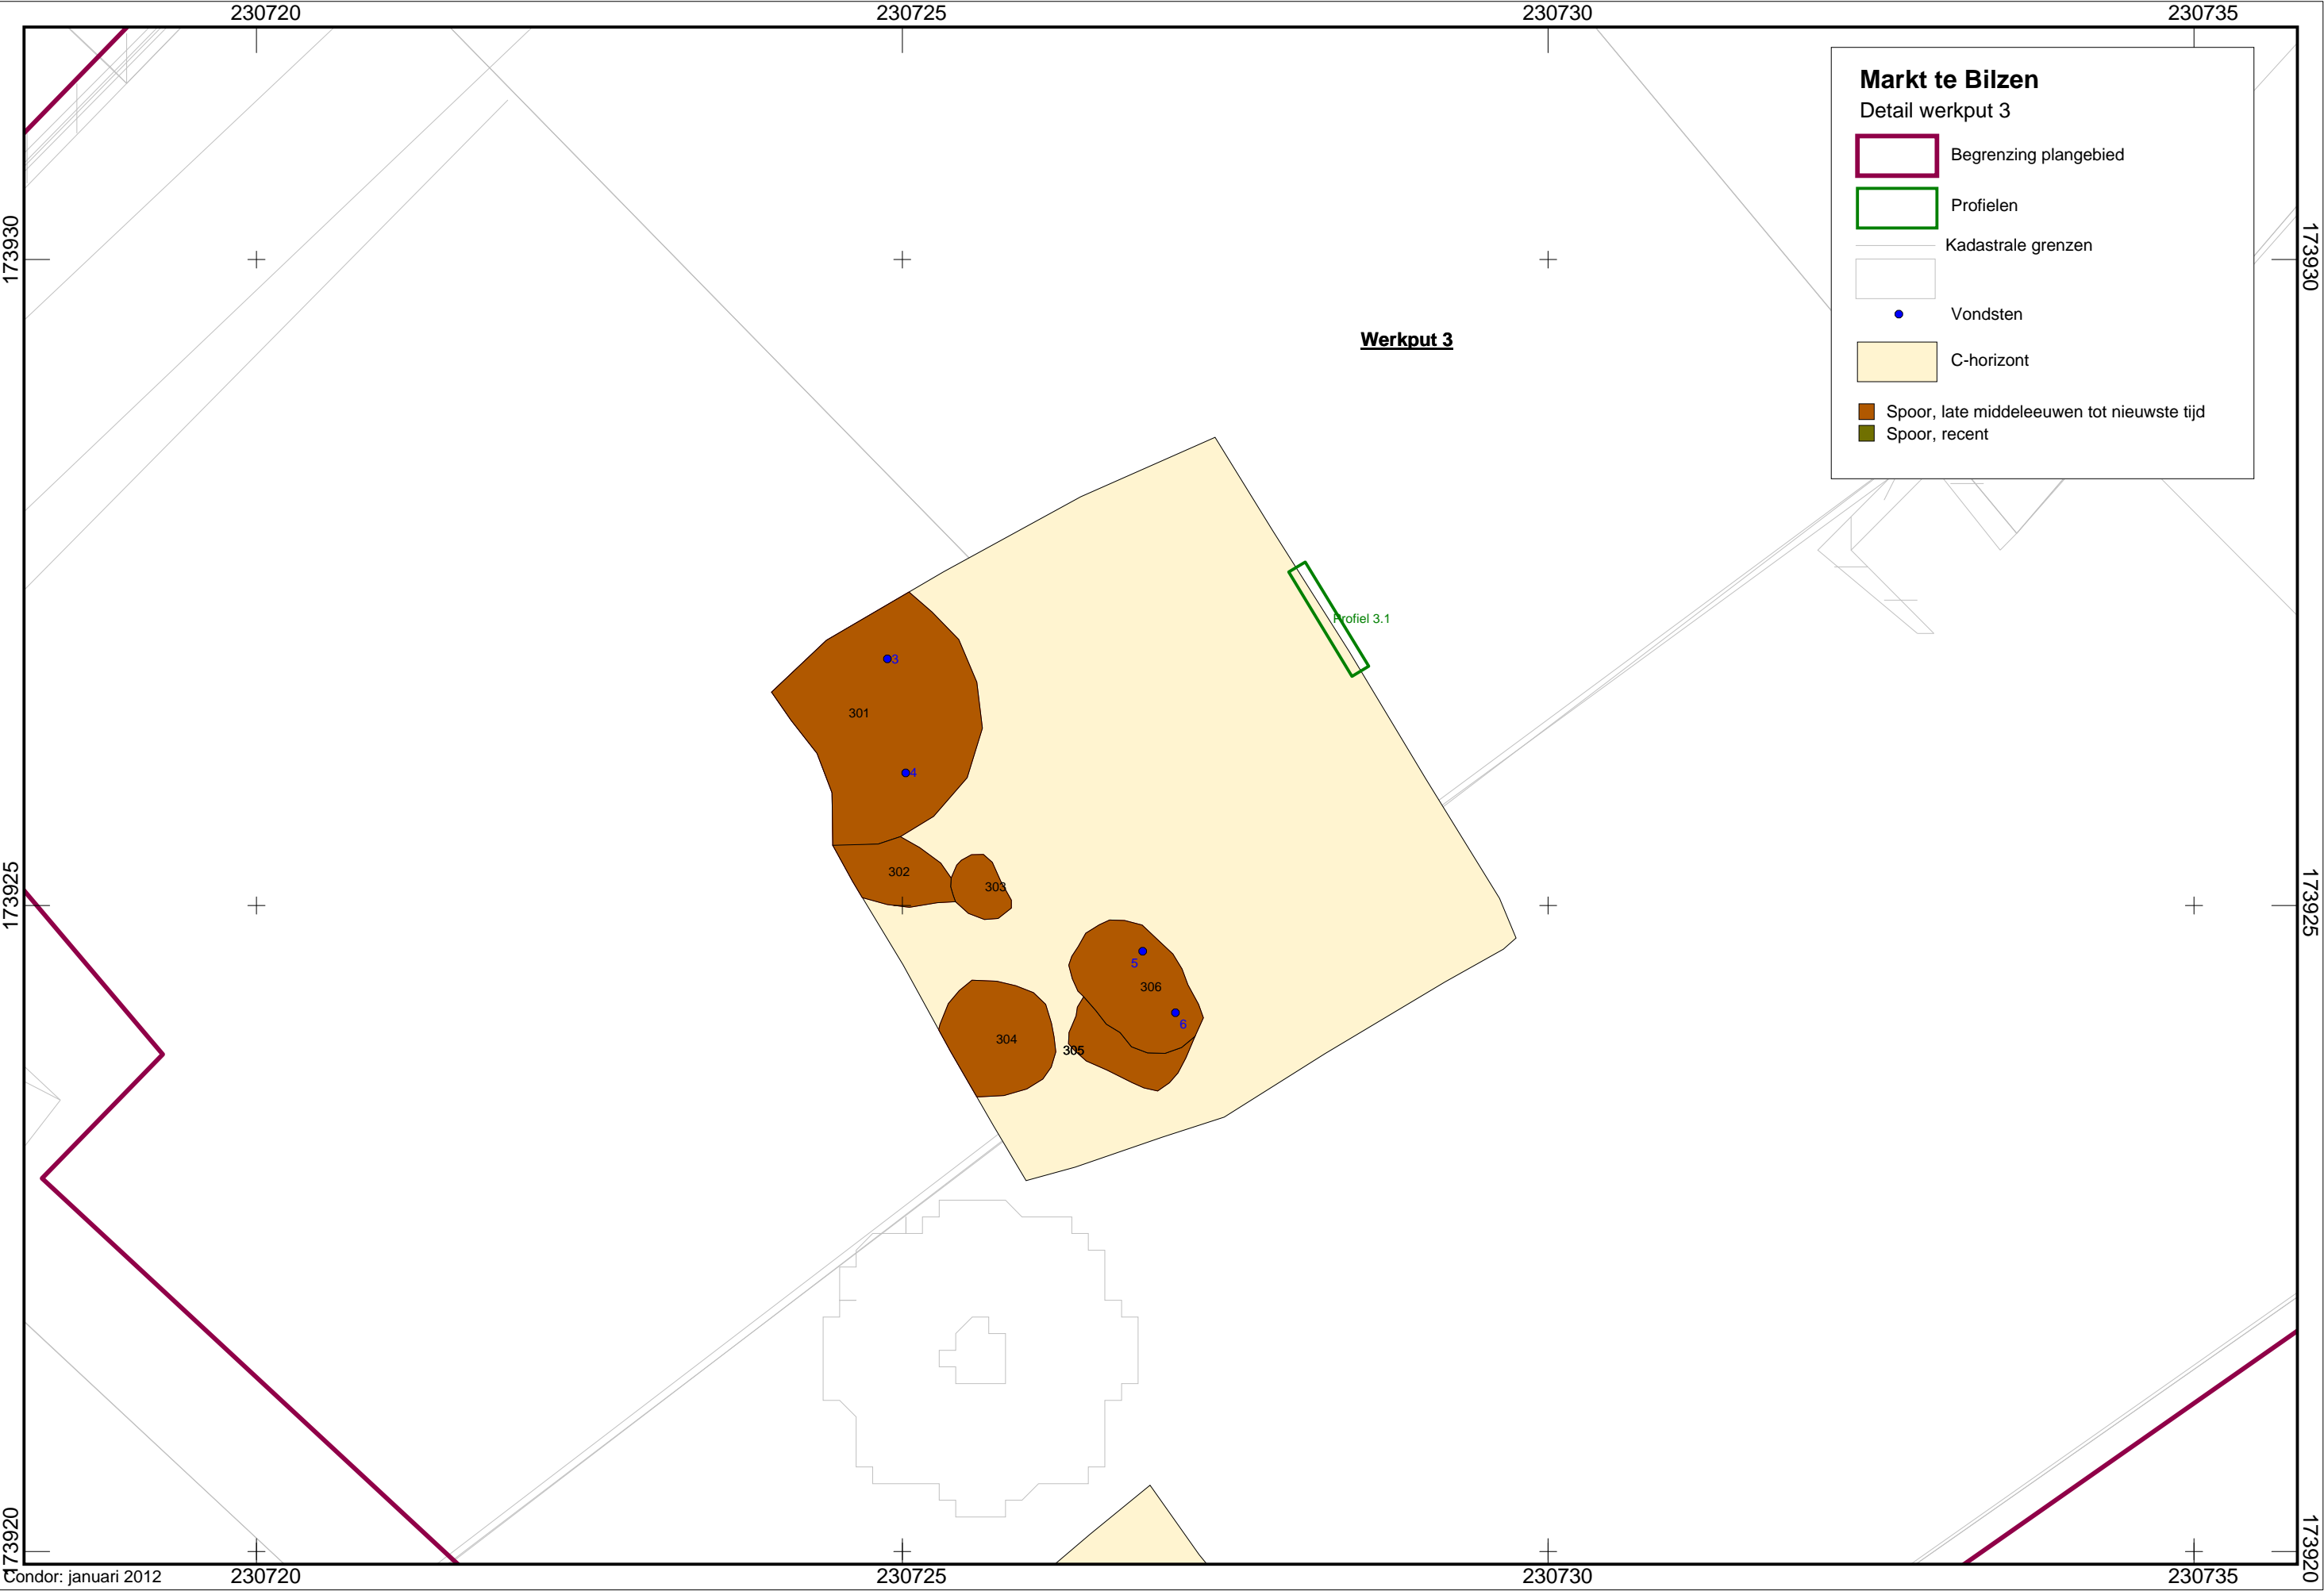 230720 230725 230730 230735
Markt te Bilzen
Detail werkput 3
Begrenzing plangebied
Profielen
Kadastrale grenzen
Vondsten
C-horizont
Spoor, late middeleeuwen tot nieuwste tijd
Spoor, recent
173930 173930
Werkput 3
Profiel 3.1
3
301
4
302
303
173925 173925
5
306
6
304
305
173920 173920
Condor: januari 2012
230720 230725 230730 230735